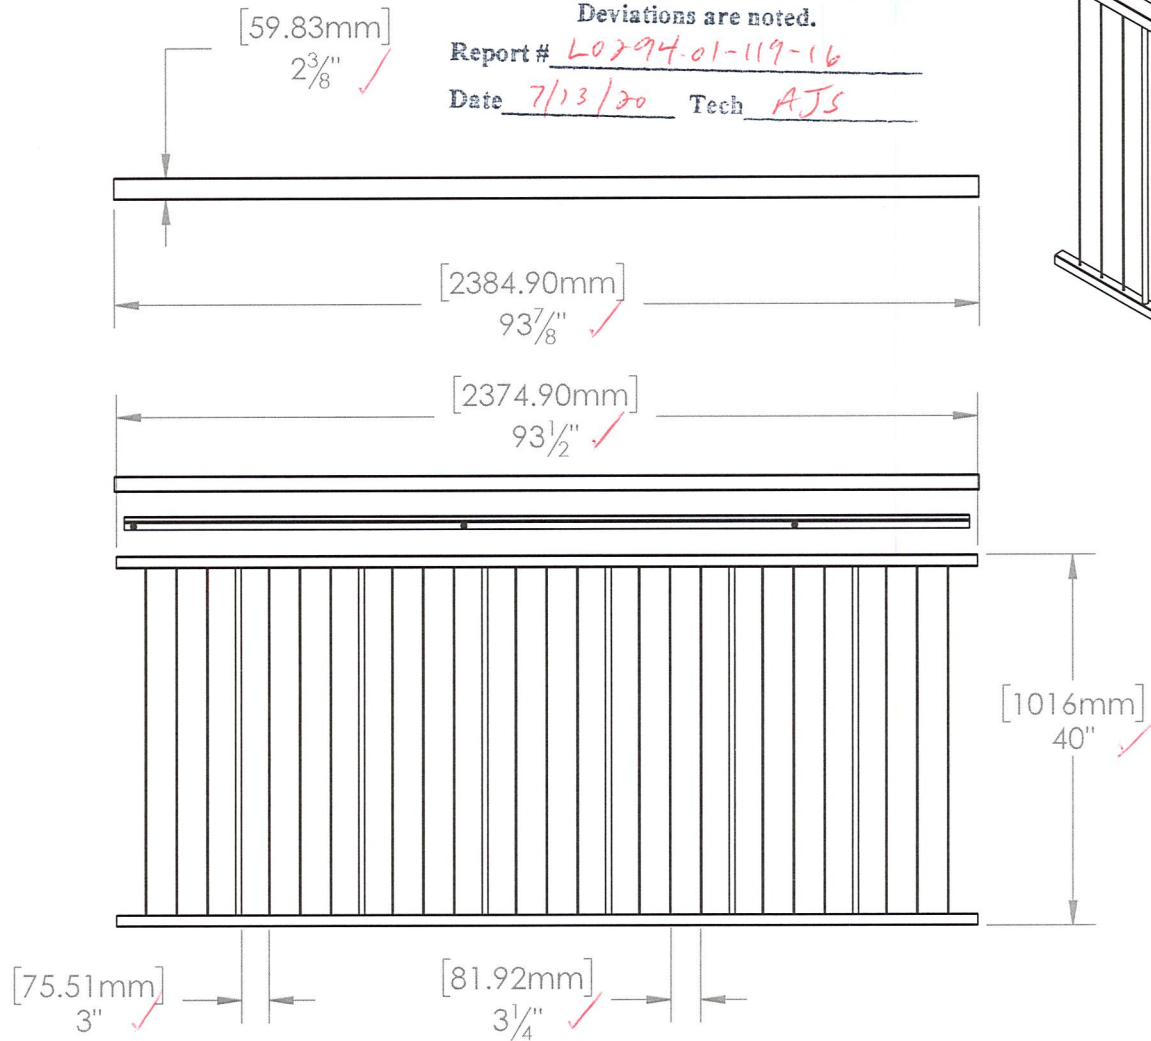 Deviations are noted.
Report # L0294.01-119-16
Date 7/13/20 Tech AJS
[59.83mm]
2 3/8"
[2384.90mm]
93 7/8"
[2374.90mm]
93 1/2"
[1016mm]
40"
[75.51mm]
3"
[81.92mm]
3 1/4"